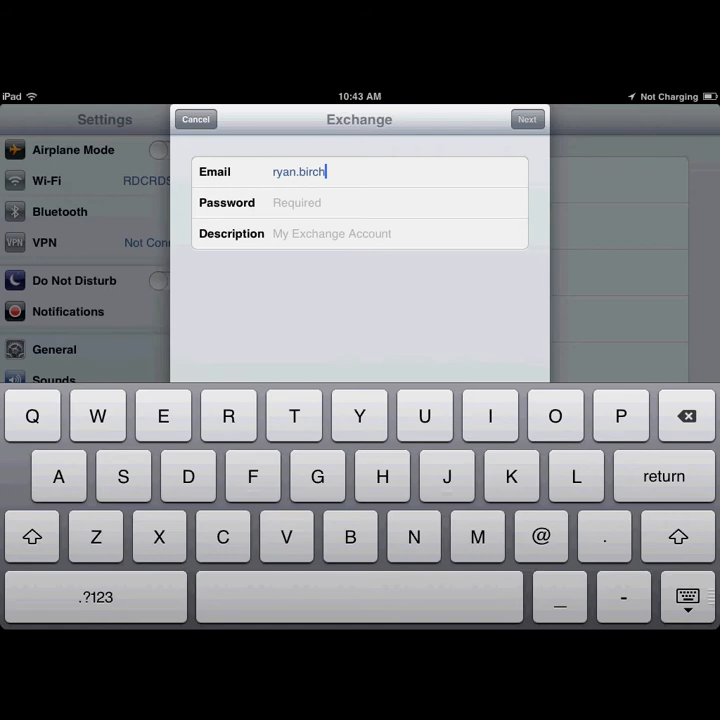 iPad 10:43 AM Not Charging
Settings Cancel Exchange Next
Airplane Mode
Email ryan.birch
Wi-Fi RDCRDS
Password Required
Bluetooth
Description My Exchange Account
VPN VPN Not Con
Do Not Disturb
Notifications
General
Sounds
Q W E R T Y U I O P
A S D F G H J K L return
Z X C V B N M @ .
.?123 _ -